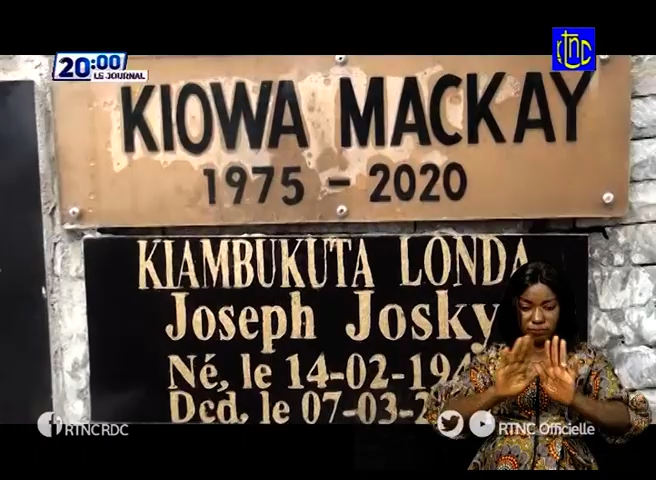 20:00
LE JOURNAL
rtnc
KIOWA MACKAY
1975 - 2020
KIAMBUKUTA LONDA
Joseph Josky
Né, le 14-02-19
Dcd, le 07-03-
RTNCRDC
RTNC Officielle